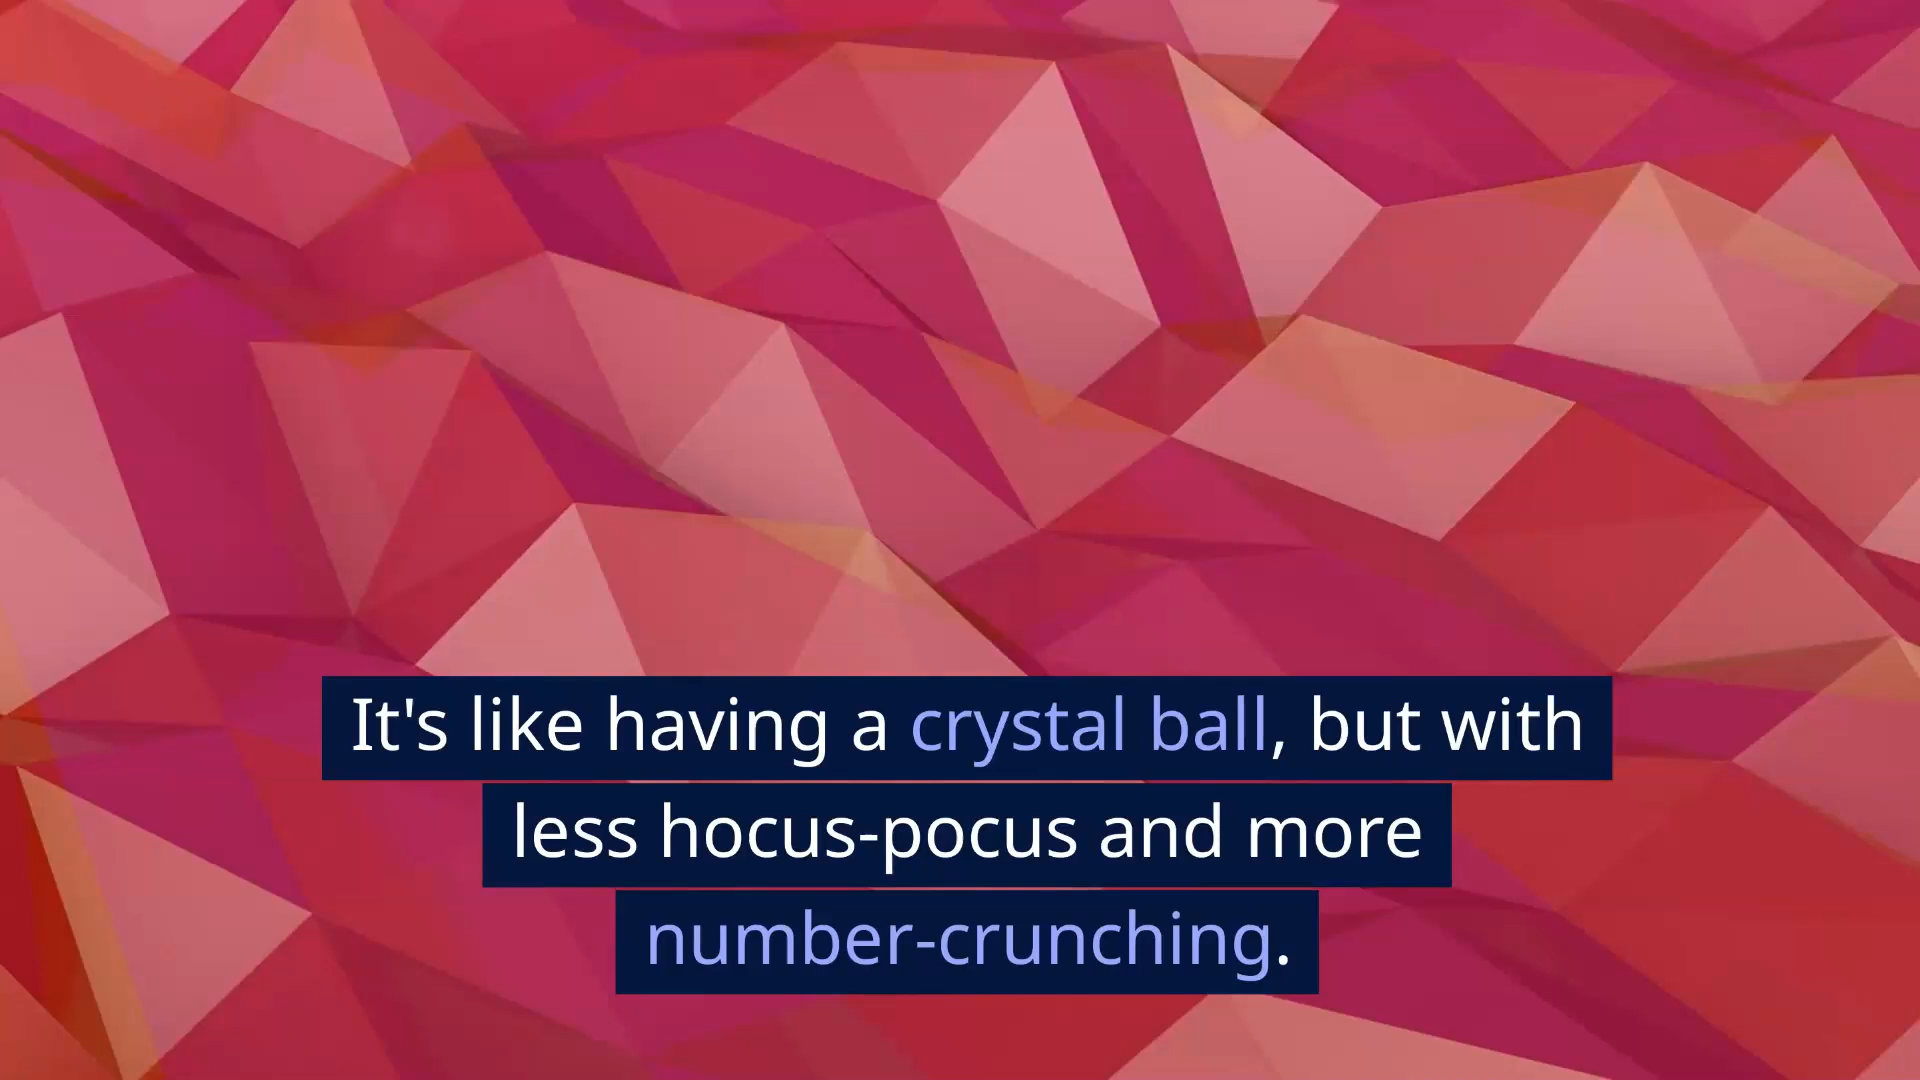 It's like having a crystal ball, but with
less hocus-pocus and more
number-crunching.